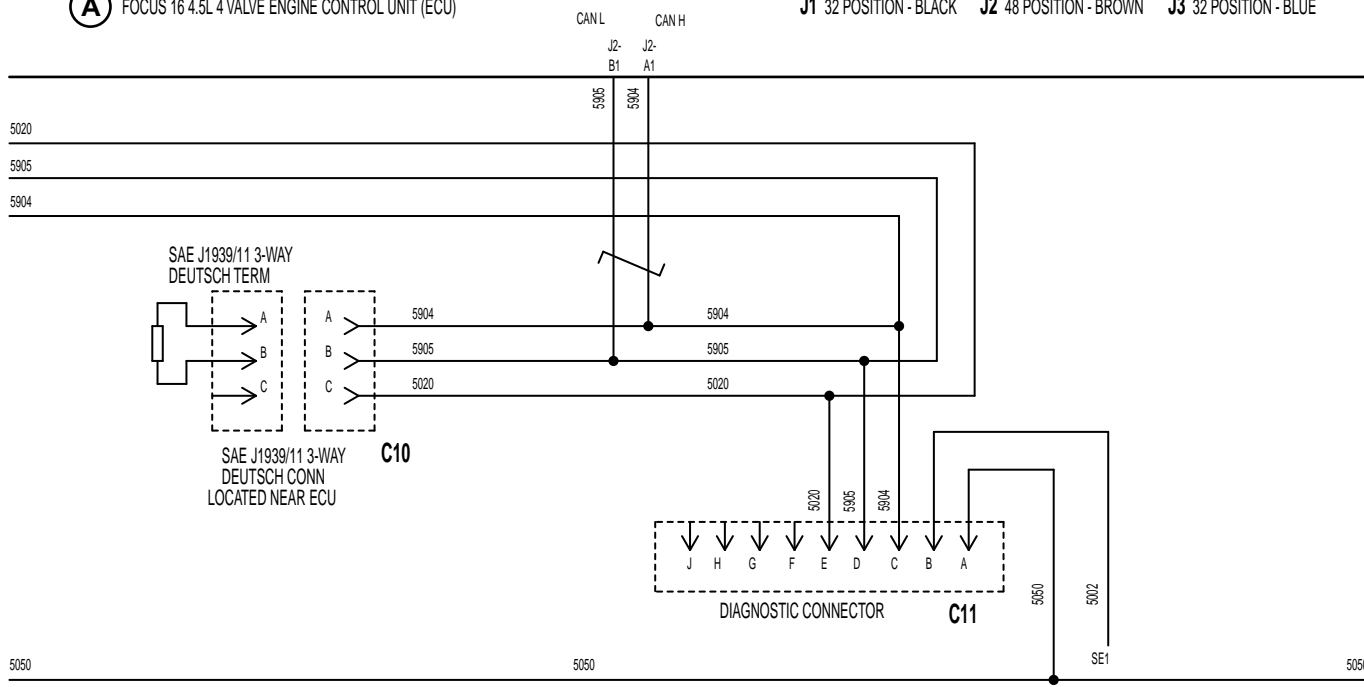 A FOCUS 16 4.5L 4 VALVE ENGINE CONTROL UNIT (ECU)
J1 32 POSITION - BLACK J2 48 POSITION - BROWN J3 32 POSITION - BLUE
CAN L CAN H
J2- J2-
B1 A1
5905 5904
5020
5905
5904
SAE J1939/11 3-WAY
DEUTSCH TERM
A A 5904 5904
B B 5905 5905
C C 5020 5020
SAE J1939/11 3-WAY
DEUTSCH CONN
LOCATED NEAR ECU
C10
5020 5905 5904
J H G F E D C B A
DIAGNOSTIC CONNECTOR C11
5050 5002
SE1
5050 5050 5050